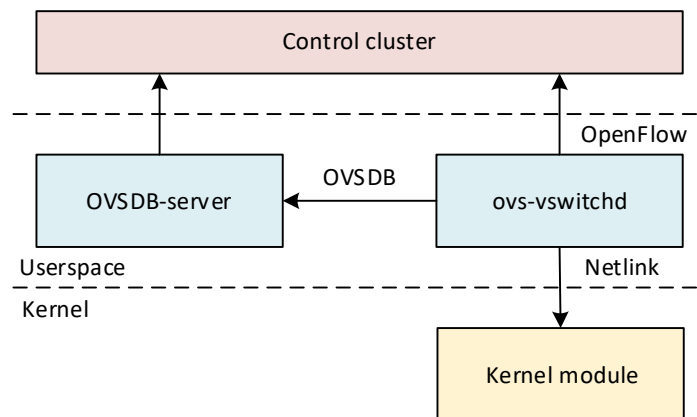 Control cluster
OpenFlow
OVSDB-server
OVSDB
ovs-vswitchd
Userspace
Netlink
Kernel
Kernel module